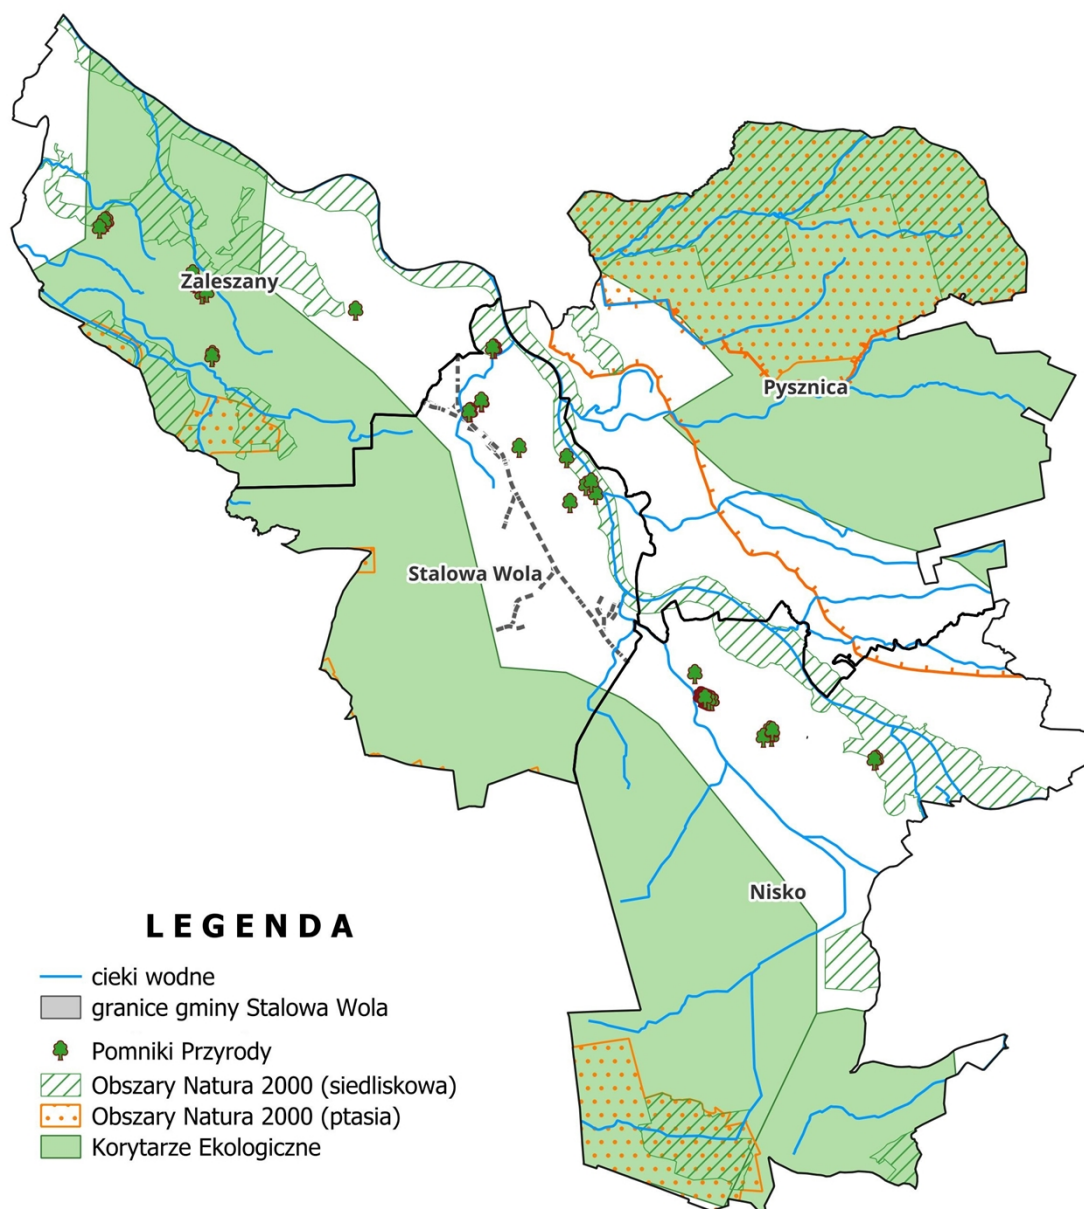 Zaleszany
Pysznica
Stalowa Wola
Nisko
LEGENDA
cieki wodne
granice gminy Stalowa Wola
Pomniki Przyrody
Obszary Natura 2000 (siedliskowa)
Obszary Natura 2000 (ptasia)
Korytarze Ekologiczne